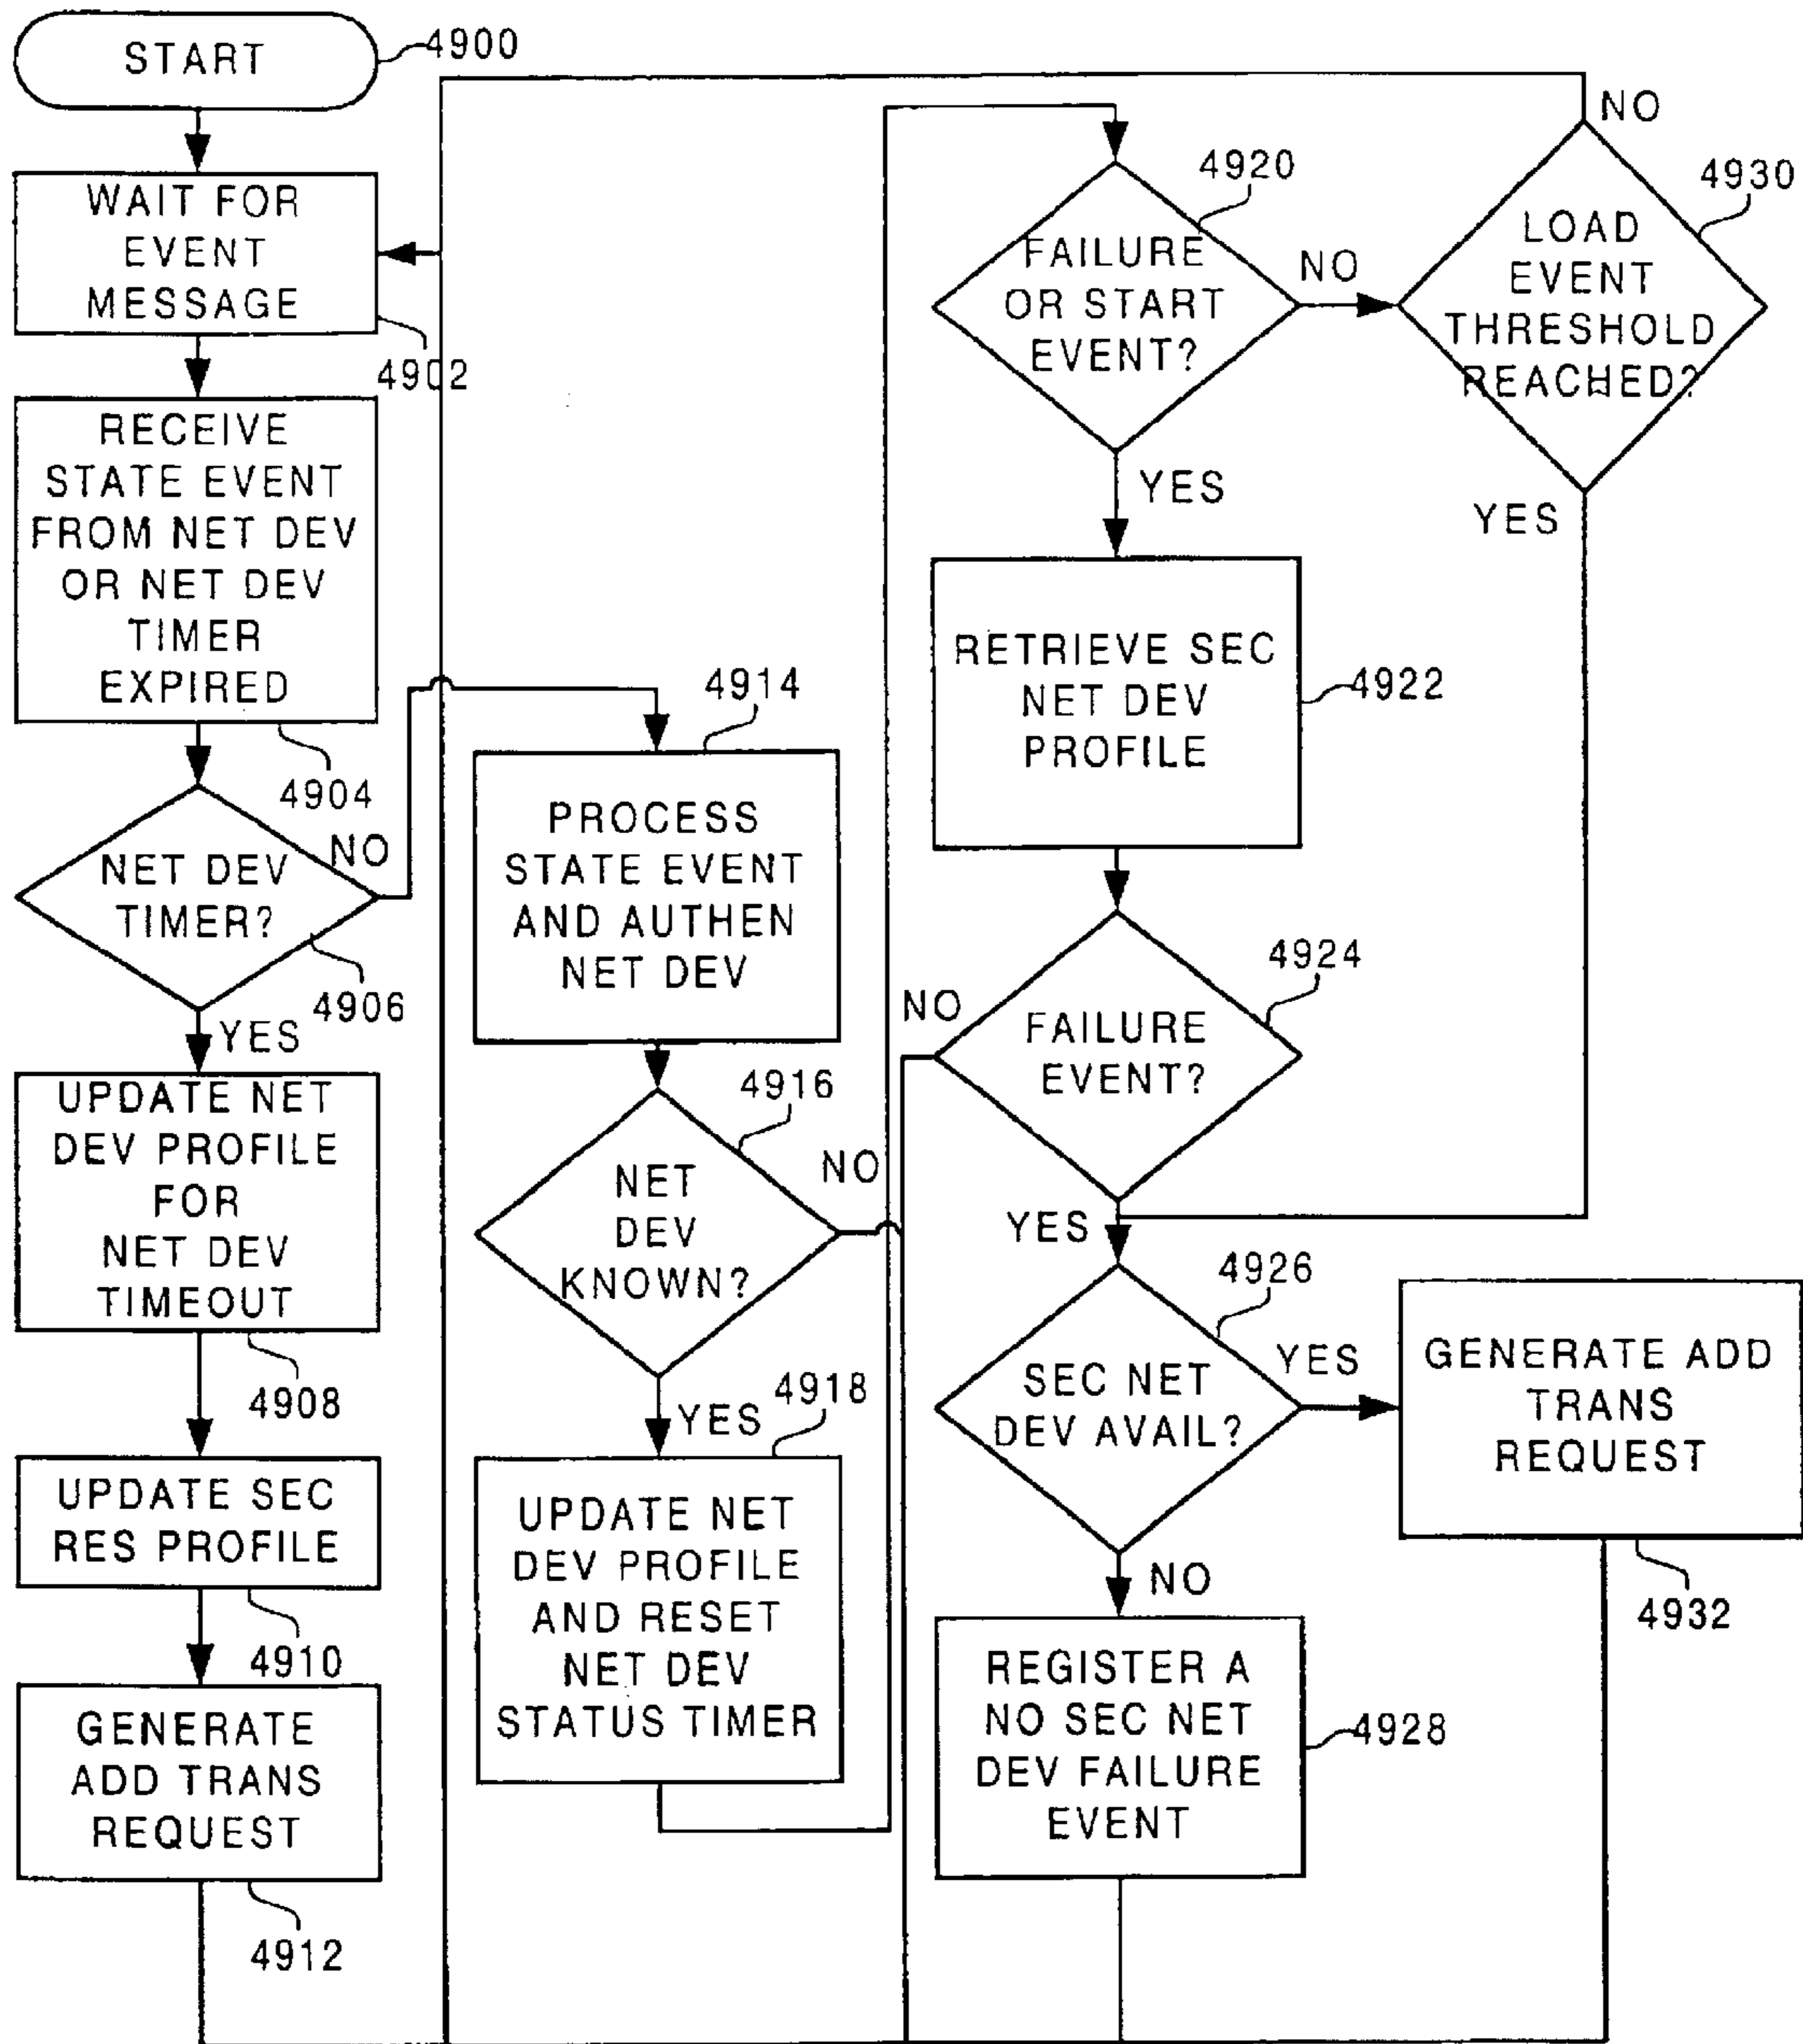 START
4900
WAIT FOR
EVENT
MESSAGE
4902
RECEIVE
STATE EVENT
FROM NET DEV
OR NET DEV
TIMER
EXPIRED
4904
NET DEV
TIMER?
NO
4906
YES
UPDATE NET
DEV PROFILE
FOR
NET DEV
TIMEOUT
4908
UPDATE SEC
RES PROFILE
4910
GENERATE
ADD TRANS
REQUEST
4912
4914
PROCESS
STATE EVENT
AND AUTHEN
NET DEV
4916
NET
DEV
KNOWN?
NO
YES
4918
UPDATE NET
DEV PROFILE
AND RESET
NET DEV
STATUS TIMER
4920
FAILURE
OR START
EVENT?
NO
YES
RETRIEVE SEC
NET DEV
PROFILE
4922
4924
FAILURE
EVENT?
NO
YES
4926
SEC NET
DEV AVAIL?
YES
NO
REGISTER A
NO SEC NET
DEV FAILURE
EVENT
4928
NO
4930
LOAD
EVENT
THRESHOLD
REACHED?
YES
GENERATE ADD
TRANS
REQUEST
4932